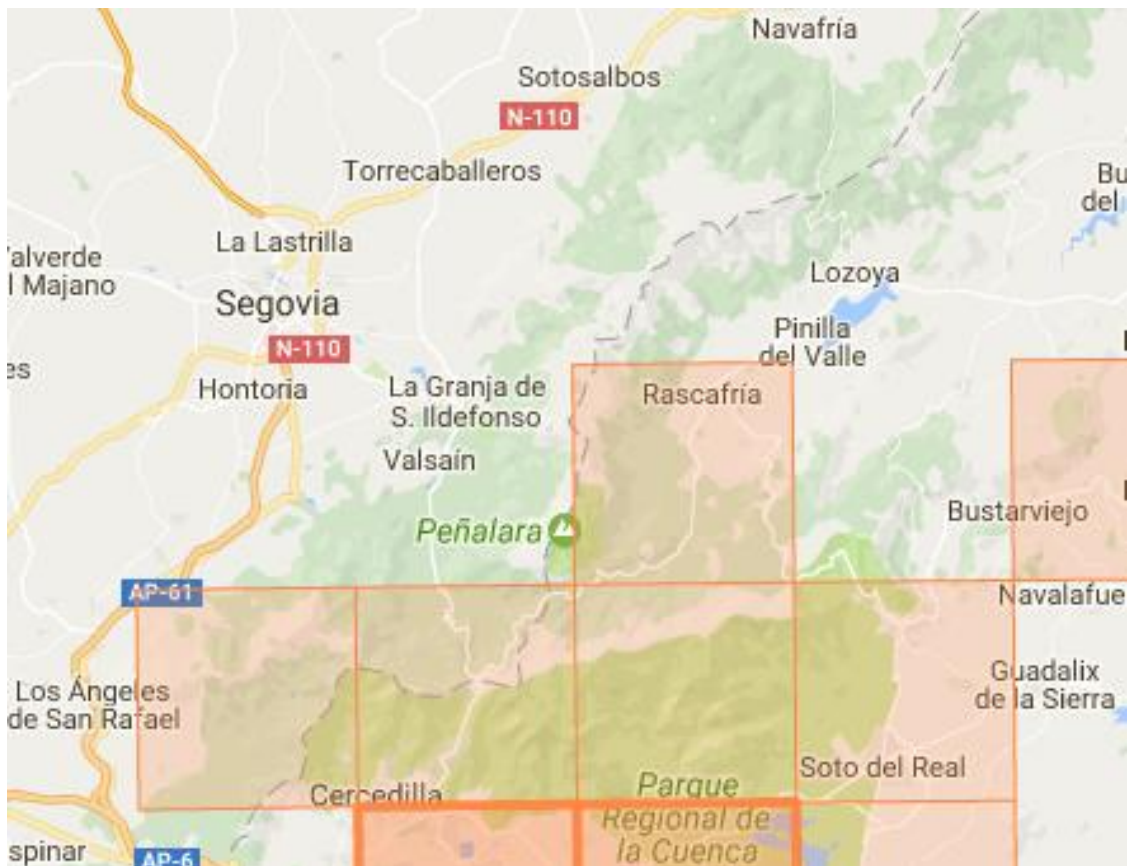 Navafría
Sotosalbos
N-110
Torrecaballeros
Bu
del
La Lastrilla
alverde
l Majano
Lozoya
Segovia
Pinilla
del Valle
N-110
es
Hontoria
La Granja de
S. Ildefonso
Rascafría
Valsaín
Bustarviejo
Peñalara
AP-61
Navalafue
Los Ángeles
de San Rafael
Guadalix
de la Sierra
Soto del Real
Cercedilla
Parque
Regional de
la Cuenca
spinar
AP-6